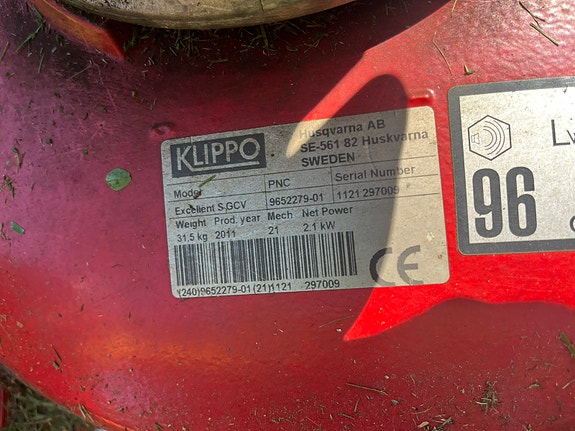 KLIPPO
Husqvarna AB
SE-561 82 Huskvarna
SWEDEN
Model PNC Serial Number
Excellent S GCV 9652279-01 1121 297009
Weight Prod. year Mech Net Power
31,5 kg 2011 21 2.1 kW
CE
(240)9652279-01(21)1121 297009
96